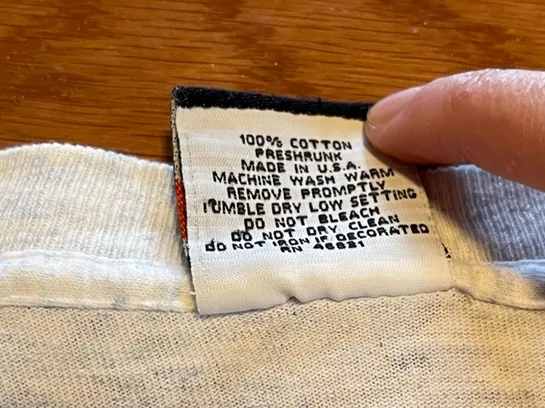 100% COTTON
PRESHRUNK
MADE IN U.S.A.
MACHINE WASH WARM
REMOVE PROMPTLY
TUMBLE DRY LOW SETTING
DO NOT BLEACH
DO NOT DRY CLEAN
DO NOT IRON IF DECORATED
RN 46831